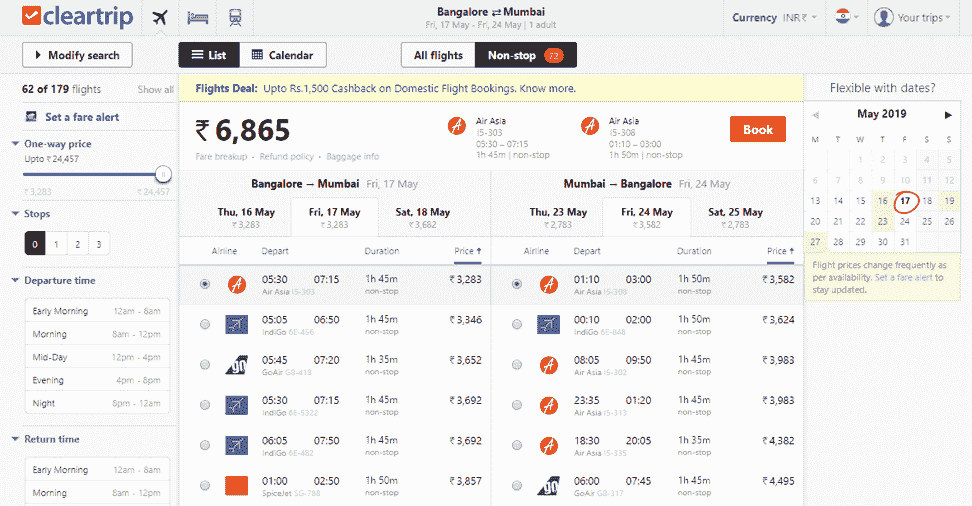 cleartrip
Bangalore ⇄ Mumbai
Fri, 17 May - Fri, 24 May | 1 adult
Currency INR ₹
Your trips
Modify search
List
Calendar
All flights
Non-stop
62 of 179 flights
Show all
Set a fare alert
One-way price
Upto ₹ 24,457
₹ 3,283
₹ 24,457
Stops
0 1 2 3
Departure time
Early Morning 12am - 8am
Morning 8am - 12pm
Mid-Day 12pm - 4pm
Evening 4pm - 8pm
Night 8pm - 12am
Return time
Early Morning 12am - 8am
Morning 8am - 12pm
Flights Deal: Upto Rs.1,500 Cashback on Domestic Flight Bookings. Know more.
₹ 6,865
Fare breakup • Refund policy • Baggage info
Air Asia
I5-303
05:30 – 07:15
1h 45m | non-stop
Air Asia
I5-308
01:10 – 03:00
1h 50m | non-stop
Book
Bangalore → Mumbai Fri, 17 May
Thu, 16 May
₹ 3,283
Fri, 17 May
₹ 3,283
Sat, 18 May
₹ 3,662
Airline Depart Duration Price
05:30 07:15 1h 45m ₹ 3,283
Air Asia I5-303 non-stop
05:05 06:50 1h 45m ₹ 3,346
IndiGo non-stop
05:45 07:20 1h 35m ₹ 3,652
GoAir G8-418 non-stop
05:30 07:15 1h 45m ₹ 3,692
IndiGo 6E-5322 non-stop
06:05 07:50 1h 45m ₹ 3,692
IndiGo 6E-482 non-stop
01:00 02:50 1h 50m ₹ 3,857
SpiceJet SG-788 non-stop
Mumbai → Bangalore Fri, 24 May
Thu, 23 May
₹ 2,783
Fri, 24 May
₹ 3,582
Sat, 25 May
₹ 2,783
Airline Depart Duration Price
01:10 03:00 1h 50m ₹ 3,582
Air Asia I5-308 non-stop
00:10 02:00 1h 50m ₹ 3,624
IndiGo non-stop
08:05 09:50 1h 45m ₹ 3,983
Air Asia I5-302 non-stop
23:35 01:20 1h 45m ₹ 3,983
Air Asia non-stop
18:30 20:05 1h 35m ₹ 4,382
Air Asia I5-335 non-stop
06:00 07:45 1h 45m ₹ 4,495
GoAir G8-317 non-stop
Flexible with dates?
May 2019
M T W T F S S
1 2 3 4 5
6 7 8 9 10 11 12
13 14 15 16 17 18 19
20 21 22 23 24 25 26
27 28 29 30 31
Flight prices change frequently as
per availability. Set a fare alert to
stay updated.